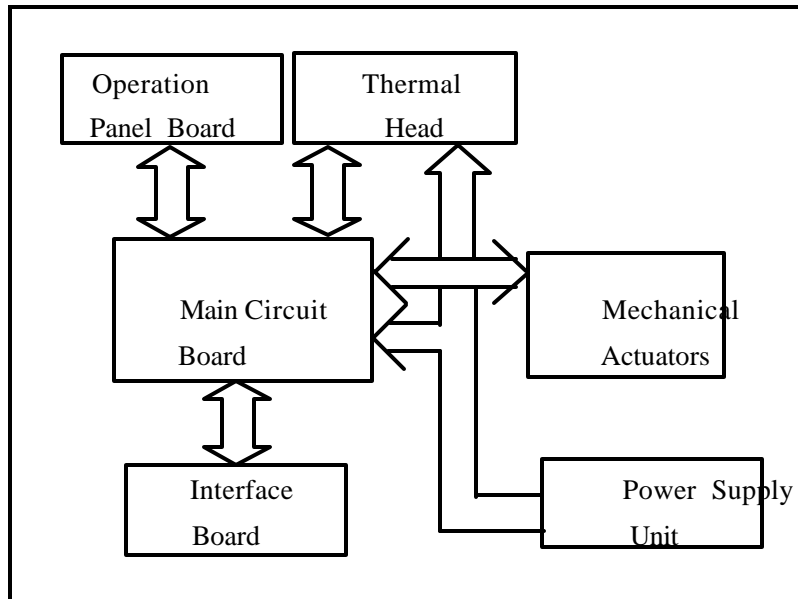 Operation
Panel Board
Thermal
Head
Main Circuit
Board
Mechanical
Actuators
Interface
Board
Power Supply
Unit